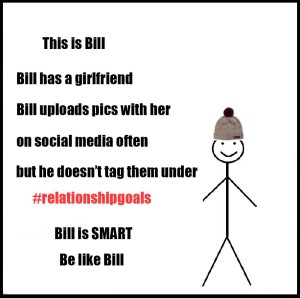 This is Bill
Bill has a girlfriend
Bill uploads pics with her
on social media often
but he doesn't tag them under
#relationshipgoals
Bill is SMART
Be like Bill